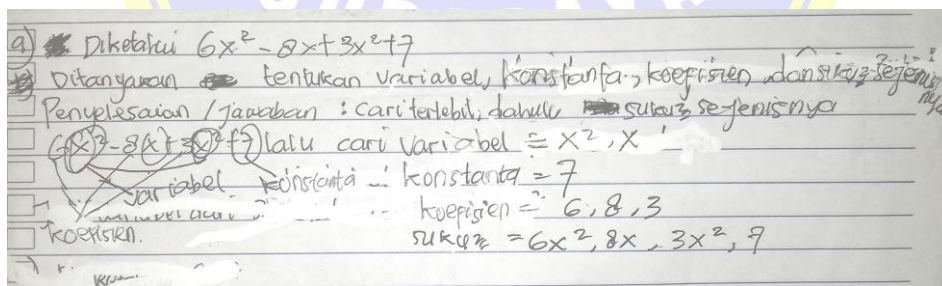 a) Diketahui 6x² - 8x + 3x² + 7
Ditanyakan tentukan variabel, konstanta, koefisien, dan suku² sejenisnya
Penyelesaian / jawaban : cari terlebih dahulu suku² sejenisnya
6x² - 8x + 3x² + 7 lalu cari variabel = x², x
variabel konstanta konstanta = 7
koefisien = 6, 8, 3
koefisien. suku² = 6x², 8x, 3x², 7